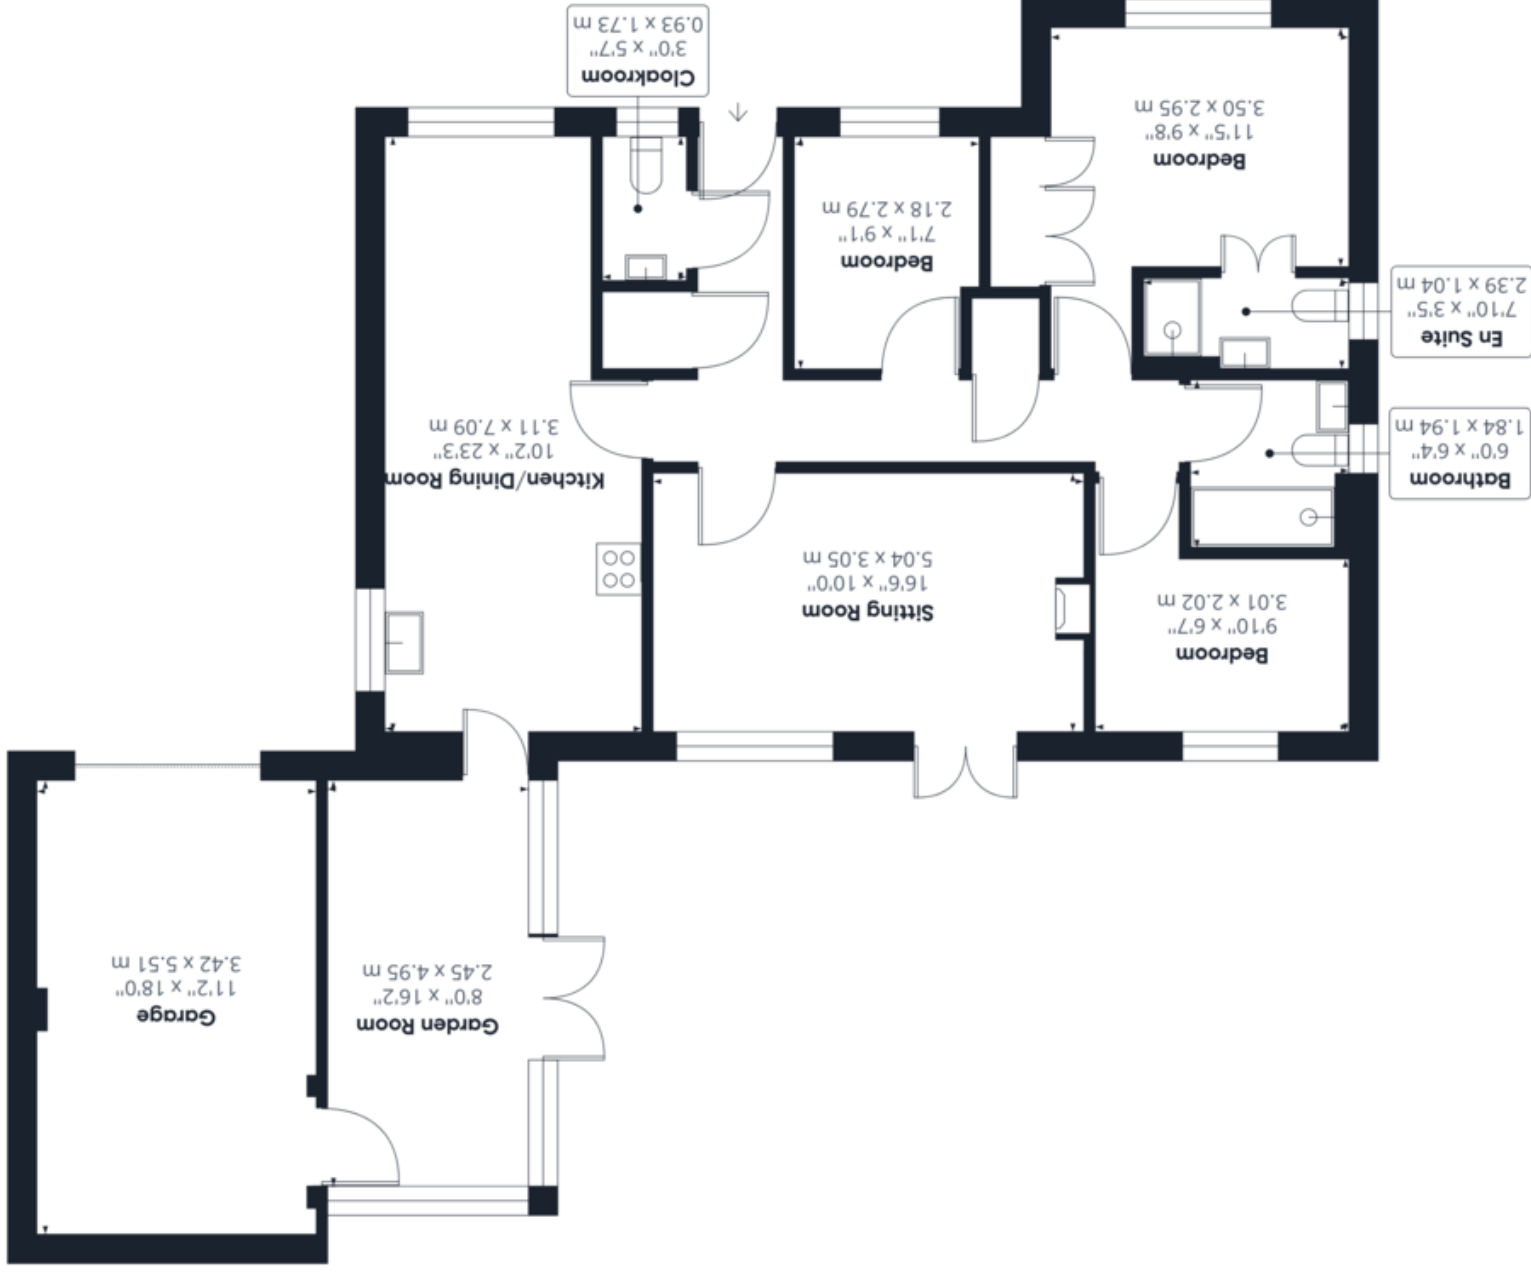 Garden Room
8'0" x 16'2"
2.45 x 4.95 m
Garage
11'2" x 18'0"
3.42 x 5.51 m
Bedroom
9'10" x 6'7"
3.01 x 2.02 m
Sitting Room
16'6" x 10'0"
5.04 x 3.05 m
Bathroom
6'0" x 6'4"
1.84 x 1.94 m
Kitchen/Dining Room
10'2" x 23'3"
3.11 x 7.09 m
En Suite
7'10" x 3'5"
2.39 x 1.04 m
Bedroom
7'1" x 9'1"
2.18 x 2.79 m
Bedroom
11'5" x 9'8"
3.50 x 2.95 m
Cloakroom
3'0" x 5'7"
0.93 x 1.73 m